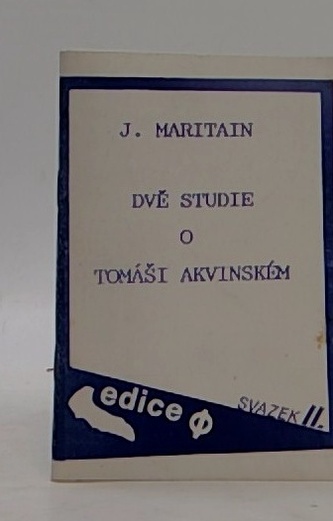 J. MARITAIN
DVĚ STUDIE
O
TOMÁŠI AKVINSKÉM
edice Φ
SVAZEK II.